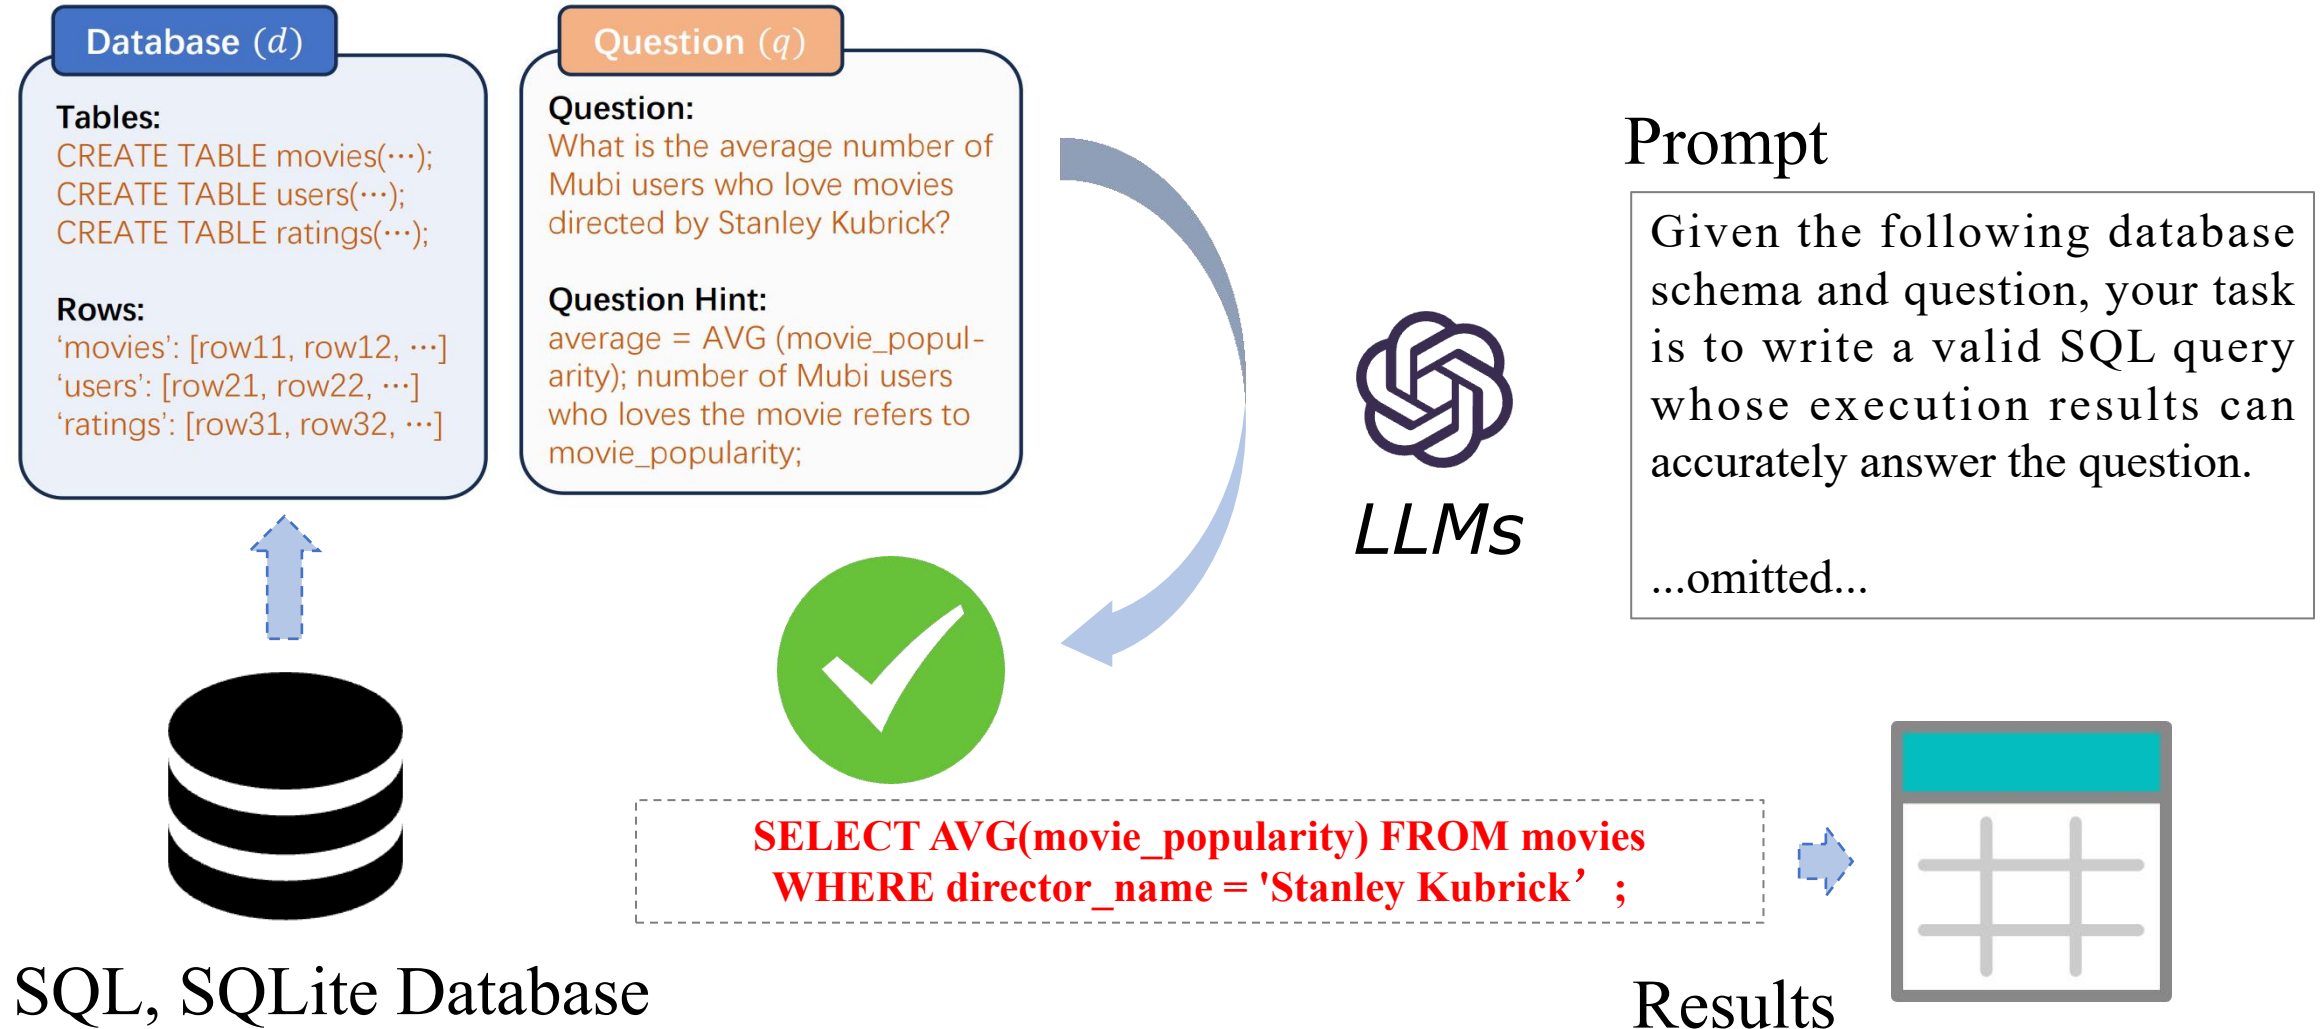 Database (d)
Tables:
CREATE TABLE movies(⋯);
CREATE TABLE users(⋯);
CREATE TABLE ratings(⋯);
Rows:
‘movies’: [row11, row12, ⋯]
‘users’: [row21, row22, ⋯]
‘ratings’: [row31, row32, ⋯]
Question (q)
Question:
What is the average number of
Mubi users who love movies
directed by Stanley Kubrick?
Question Hint:
average = AVG (movie_popul-
arity); number of Mubi users
who loves the movie refers to
movie_popularity;
LLMs
Prompt
Given the following database
schema and question, your task
is to write a valid SQL query
whose execution results can
accurately answer the question.
...omitted...
SELECT AVG(movie_popularity) FROM movies
WHERE director_name = 'Stanley Kubrick’ ;
SQL, SQLite Database
Results